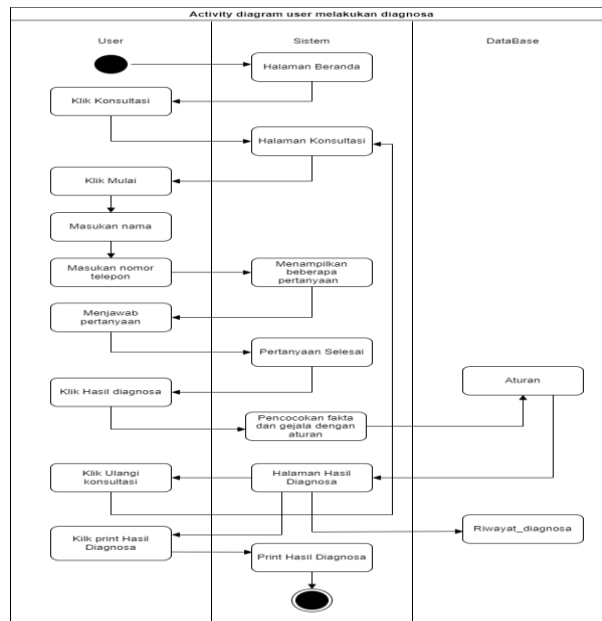 Activity diagram user melakukan diagnosa
User
Sistem
DataBase
Halaman Beranda
Klik Konsultasi
Halaman Konsultasi
Klik Mulai
Masukan nama
Masukan nomor
telepon
Menampilkan
beberapa
pertanyaan
Menjawab
pertanyaan
Pertanyaan Selesai
Klik Hasil diagnosa
Aturan
Pencocokan fakta
dan gejala dengan
aturan
Klik Ulangi
konsultasi
Halaman Hasil
Diagnosa
Riwayat_diagnosa
Kilk print Hasil
Diagnosa
Print Hasil Diagnosa